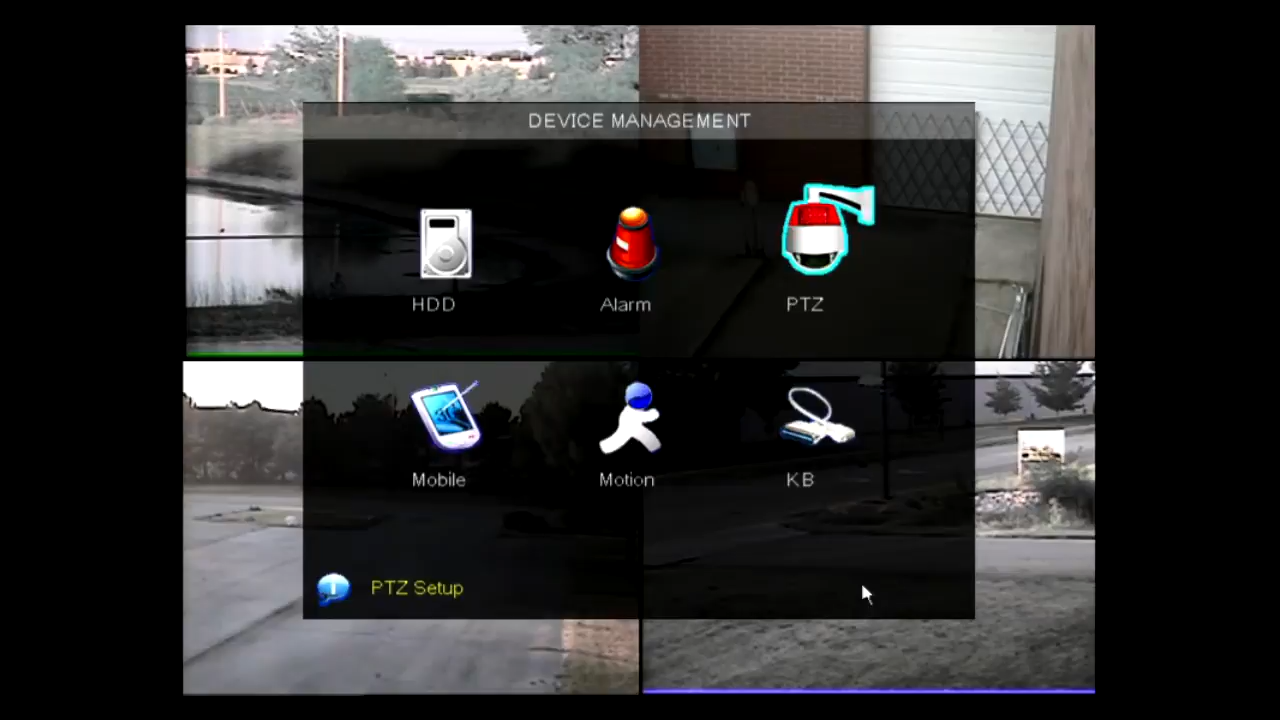 DEVICE MANAGEMENT
HDD
Alarm
PTZ
Mobile
Motion
KB
PTZ Setup